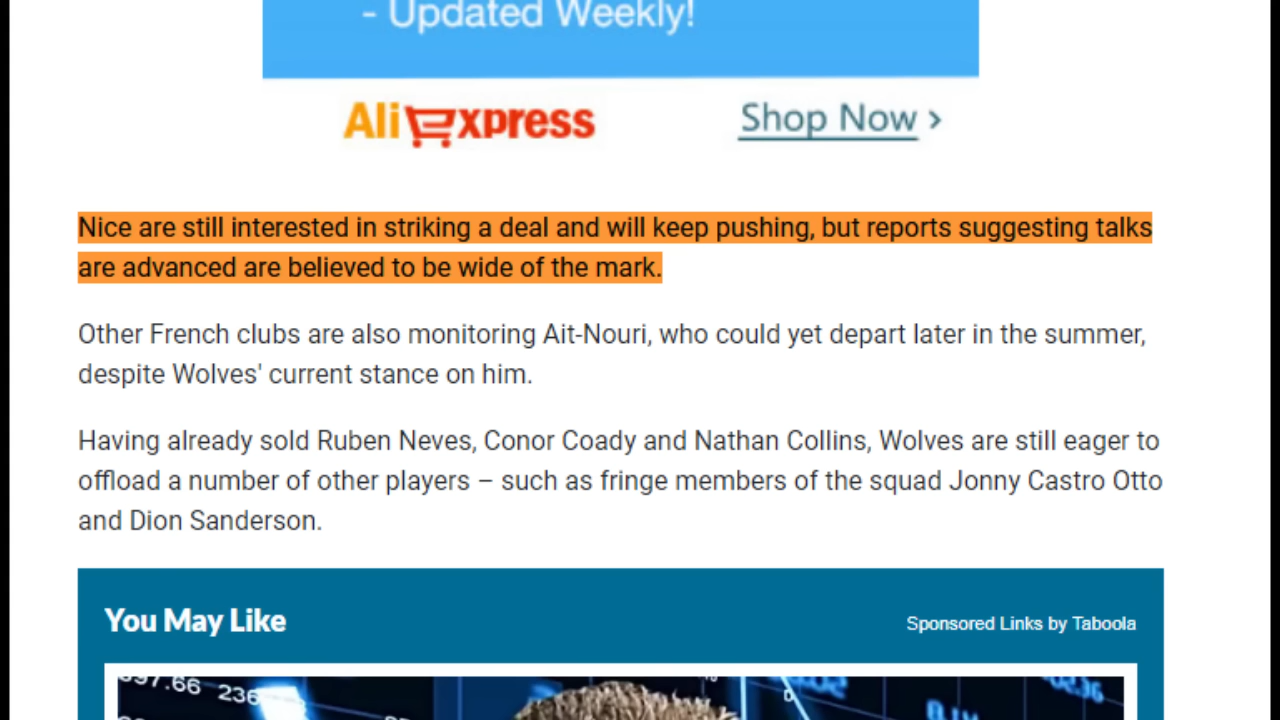 - Updated Weekly!
AliExpress
Shop Now ›
Nice are still interested in striking a deal and will keep pushing, but reports suggesting talks
are advanced are believed to be wide of the mark.
Other French clubs are also monitoring Ait-Nouri, who could yet depart later in the summer,
despite Wolves' current stance on him.
Having already sold Ruben Neves, Conor Coady and Nathan Collins, Wolves are still eager to
offload a number of other players – such as fringe members of the squad Jonny Castro Otto
and Dion Sanderson.
You May Like
Sponsored Links by Taboola